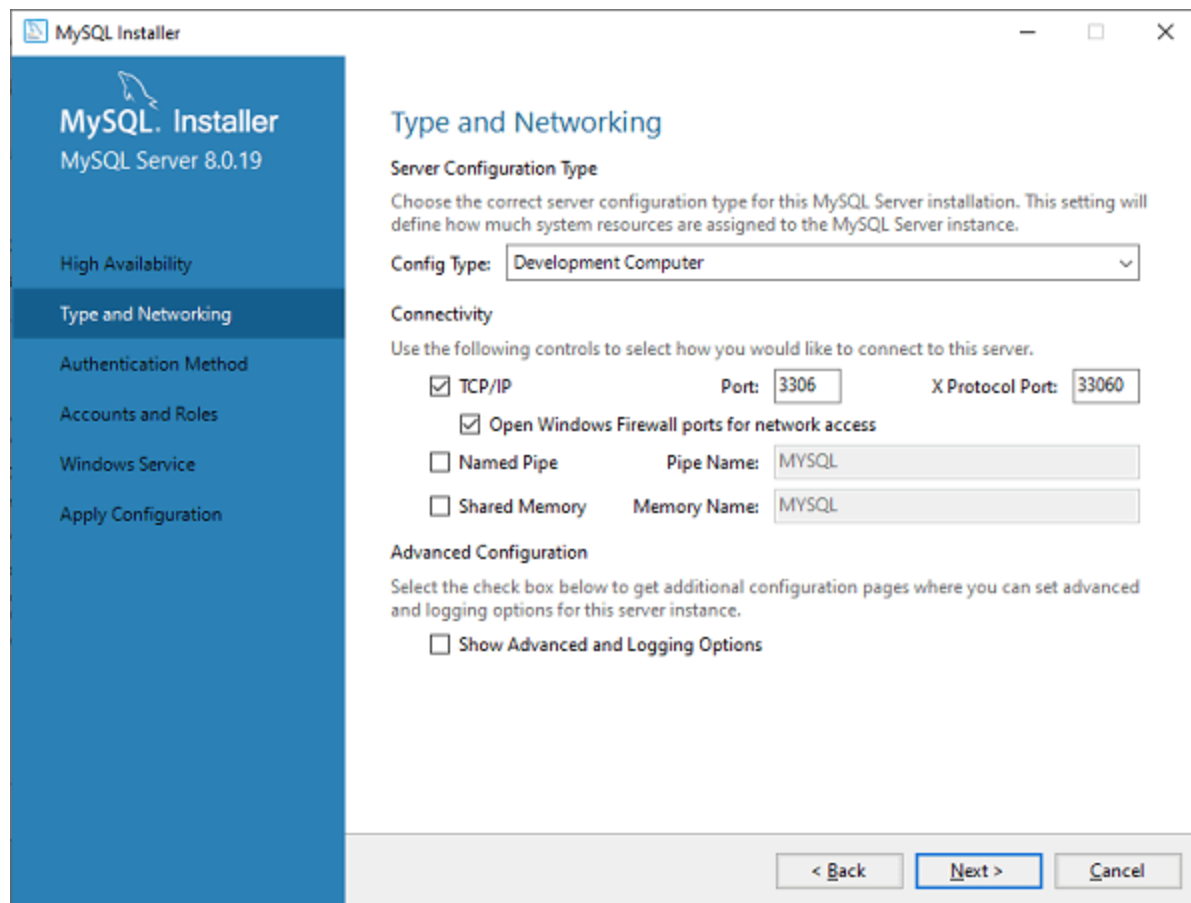 MySQL Installer
MySQL. Installer
MySQL Server 8.0.19
High Availability
Type and Networking
Authentication Method
Accounts and Roles
Windows Service
Apply Configuration
Type and Networking
Server Configuration Type
Choose the correct server configuration type for this MySQL Server installation. This setting will
define how much system resources are assigned to the MySQL Server instance.
Config Type: Development Computer
Connectivity
Use the following controls to select how you would like to connect to this server.
TCP/IP Port: 3306 X Protocol Port: 33060
Open Windows Firewall ports for network access
Named Pipe Pipe Name: MYSQL
Shared Memory Memory Name: MYSQL
Advanced Configuration
Select the check box below to get additional configuration pages where you can set advanced
and logging options for this server instance.
Show Advanced and Logging Options
< Back Next > Cancel